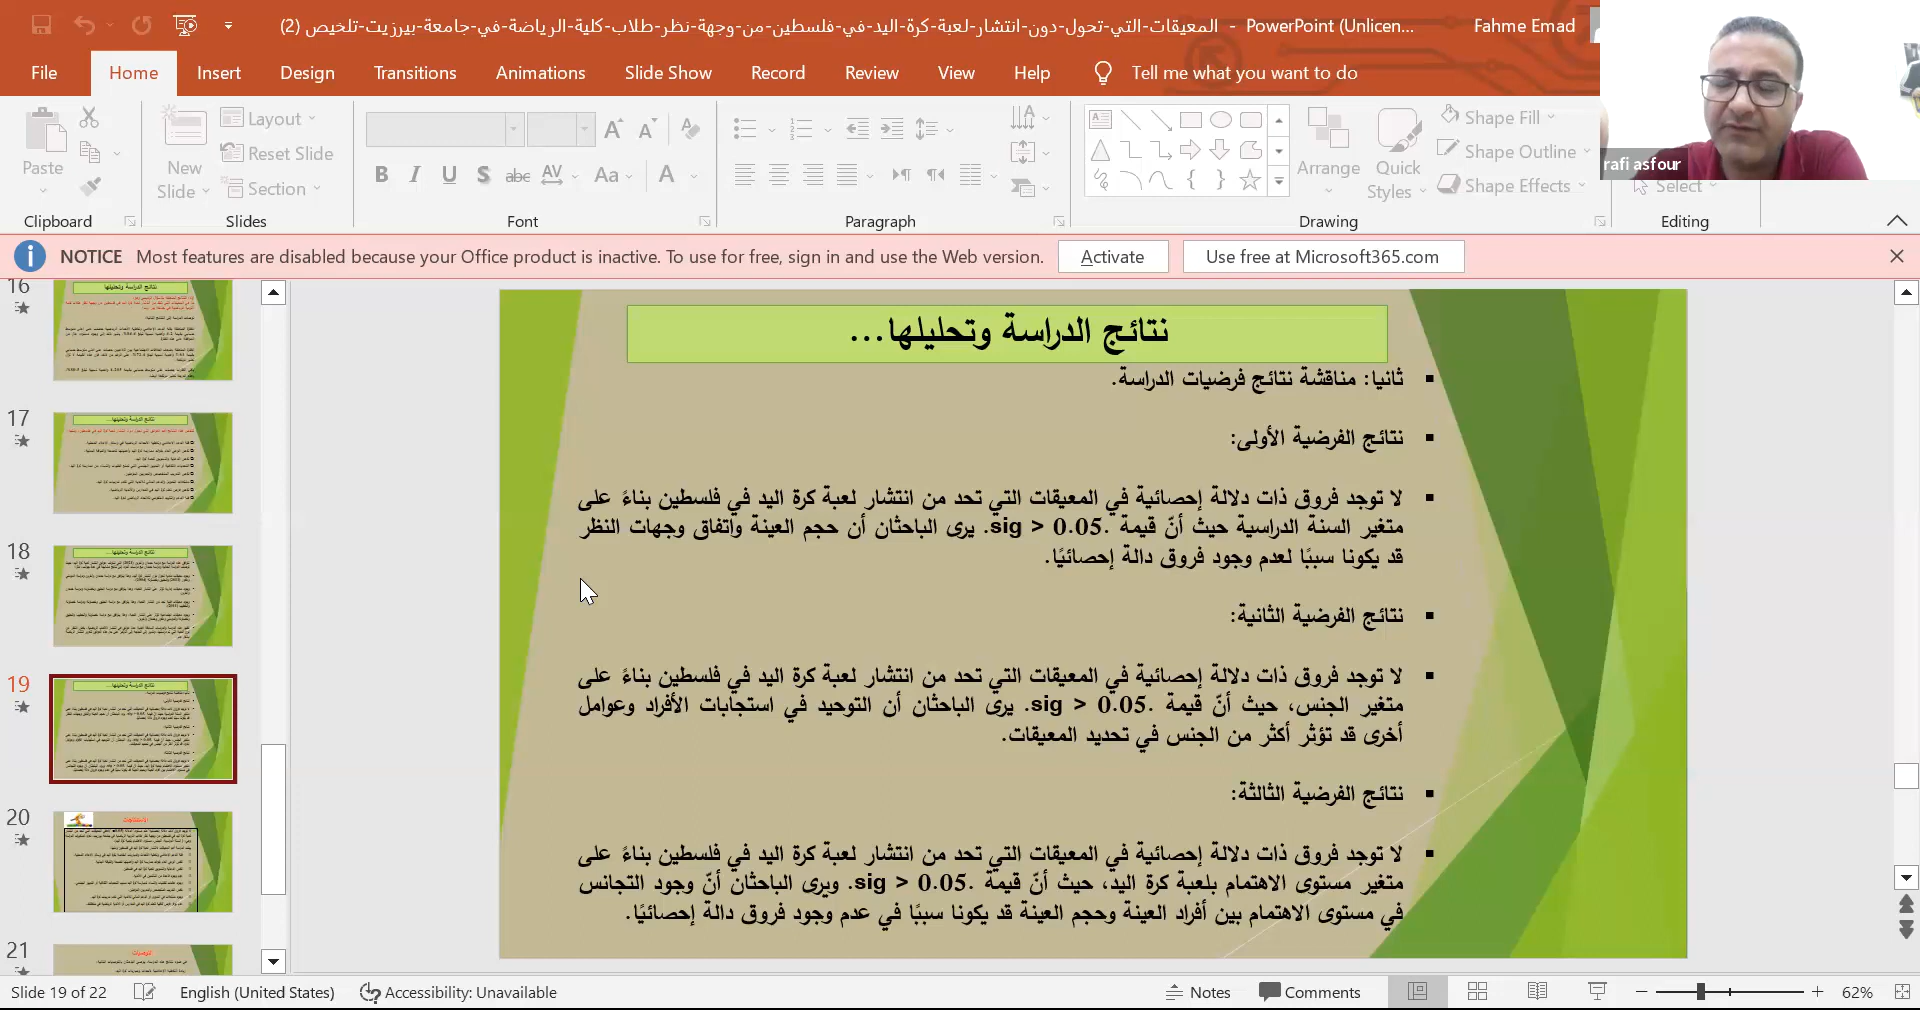 المعيقات-التي-تحول-دون-انتشار-لعبة-كرة-اليد-في-فلسطين-من-وجهة-نظر-طلاب-كلية-الرياضة-في-جامعة-بيرزيت-تلخيص (2) - PowerPoint (Unlicen...
Fahme Emad
File Home Insert Design Transitions Animations Slide Show Record Review View Help Tell me what you want to do
Paste
Clipboard
New Slide
Layout
Reset Slide
Section
Slides
B I U S abc AV Aa A
Font
Paragraph
Arrange
Quick Styles
Shape Fill
Shape Outline
Shape Effects
Drawing
Select
Editing
rafi asfour
NOTICE Most features are disabled because your Office product is inactive. To use for free, sign in and use the Web version.
Activate
Use free at Microsoft365.com
16
17
18
19
20
21
نتائج الدراسة وتحليلها...
ثانيا: مناقشة نتائج فرضيات الدراسة.
نتائج الفرضية الأولى:
لا توجد فروق ذات دلالة إحصائية في المعيقات التي تحد من انتشار لعبة كرة اليد في فلسطين بناءً على
متغير السنة الدراسية حيث أنّ قيمة .sig > 0.05. يرى الباحثان أن حجم العينة واتفاق وجهات النظر
قد يكونا سببًا لعدم وجود فروق دالة إحصائيًا.
نتائج الفرضية الثانية:
لا توجد فروق ذات دلالة إحصائية في المعيقات التي تحد من انتشار لعبة كرة اليد في فلسطين بناءً على
متغير الجنس، حيث أنّ قيمة .sig > 0.05. يرى الباحثان أن التوحيد في استجابات الأفراد وعوامل
أخرى قد تؤثر أكثر من الجنس في تحديد المعيقات.
نتائج الفرضية الثالثة:
لا توجد فروق ذات دلالة إحصائية في المعيقات التي تحد من انتشار لعبة كرة اليد في فلسطين بناءً على
متغير مستوى الاهتمام بلعبة كرة اليد، حيث أنّ قيمة .sig > 0.05. ويرى الباحثان أنّ وجود التجانس
في مستوى الاهتمام بين أفراد العينة وحجم العينة قد يكونا سببًا في عدم وجود فروق دالة إحصائيًا.
Slide 19 of 22
English (United States)
Accessibility: Unavailable
Notes
Comments
62%